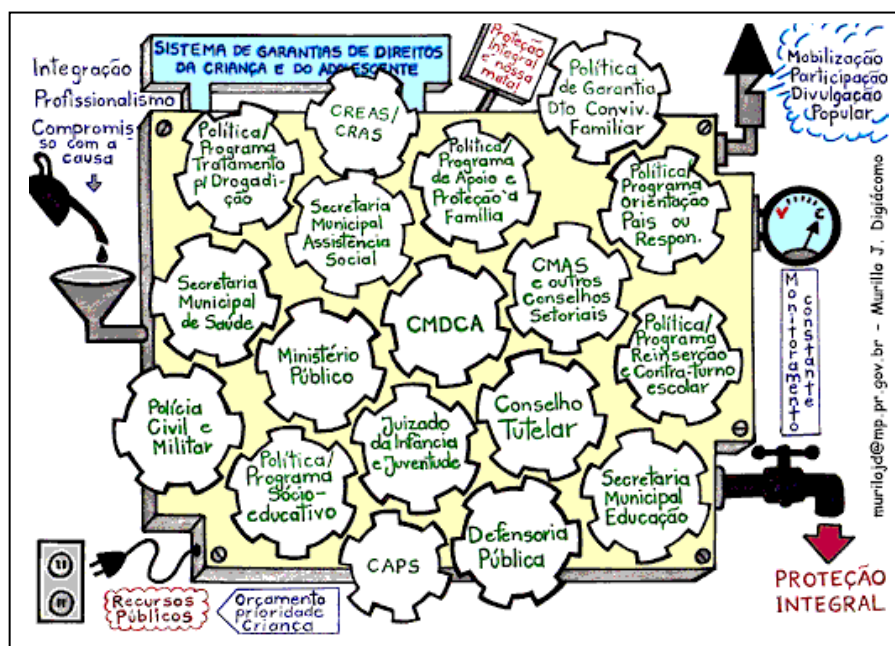 SISTEMA DE GARANTIAS DE DIREITOS
DA CRIANÇA E DO ADOLESCENTE
Proteção
Integral
é nossa
meta!
Integração
Profissionalismo
Compromis
so com a
causa
Mobilização
Participação
Divulgação
Popular
Política
de Garantia
Dto Conviv.
Familiar
CREAS/
CRAS
Política/
Programa
Tratamento
p/ Drogadi-
ção
Política/
Programa
de Apoio e
Proteção à
Família
Política/
Programa
Orientação
Pais ou
Respon.
Secretaria
Municipal
Assistência
Social
CMAS
e outros
Conselhos
Setoriais
V C
Secretaria
Municipal
de Saúde
CMDCA
Monitoramento
constante
Ministério
Público
Política/
Programa
Reinserção
e Contra-turno
escolar
Polícia
Civil e
Militar
Juizado
da Infância
e Juventude
Conselho
Tutelar
Política/
Programa
Sócio-
educativo
Secretaria
Municipal
Educação
CAPS
Defensoria
Pública
Recursos
Públicos
Orçamento
prioridade
Criança
PROTEÇÃO
INTEGRAL
murilojd@mp.pr.gov.br - Murillo J. Digiácomo